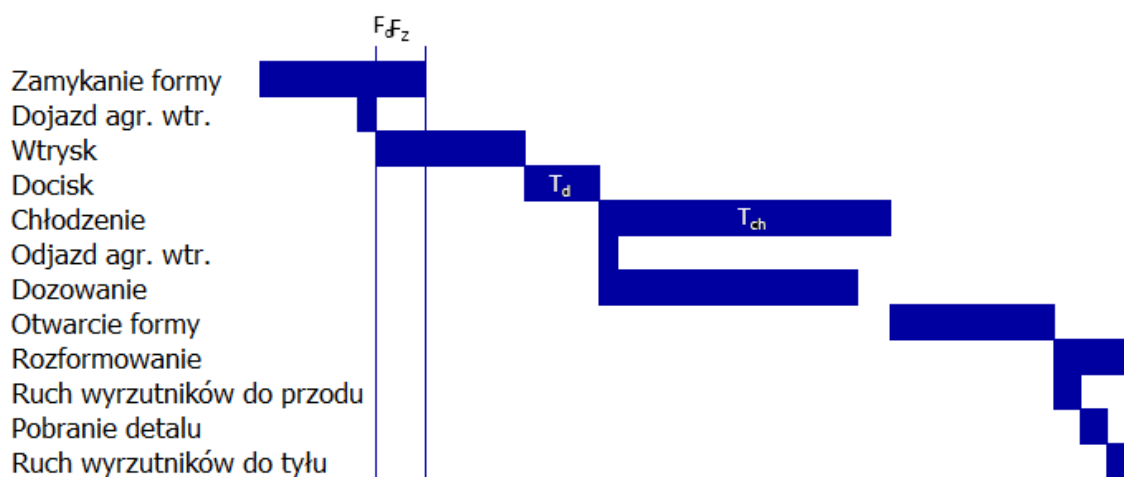 FdFz
Zamykanie formy
Dojazd agr. wtr.
Wtrysk
Docisk
Td
Chłodzenie
Tch
Odjazd agr. wtr.
Dozowanie
Otwarcie formy
Rozformowanie
Ruch wyrzutników do przodu
Pobranie detalu
Ruch wyrzutników do tyłu